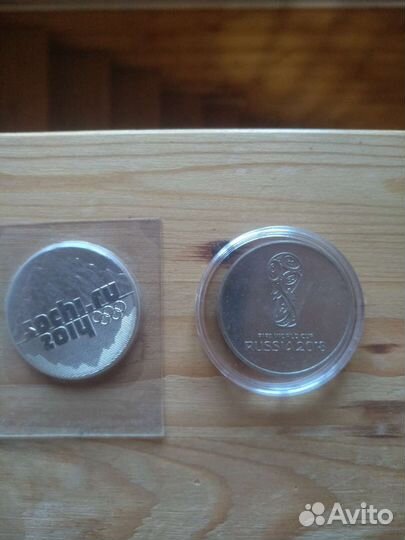 sochi.ru
2014
FIFA WORLD CUP
RUSSIA 2018
Avito